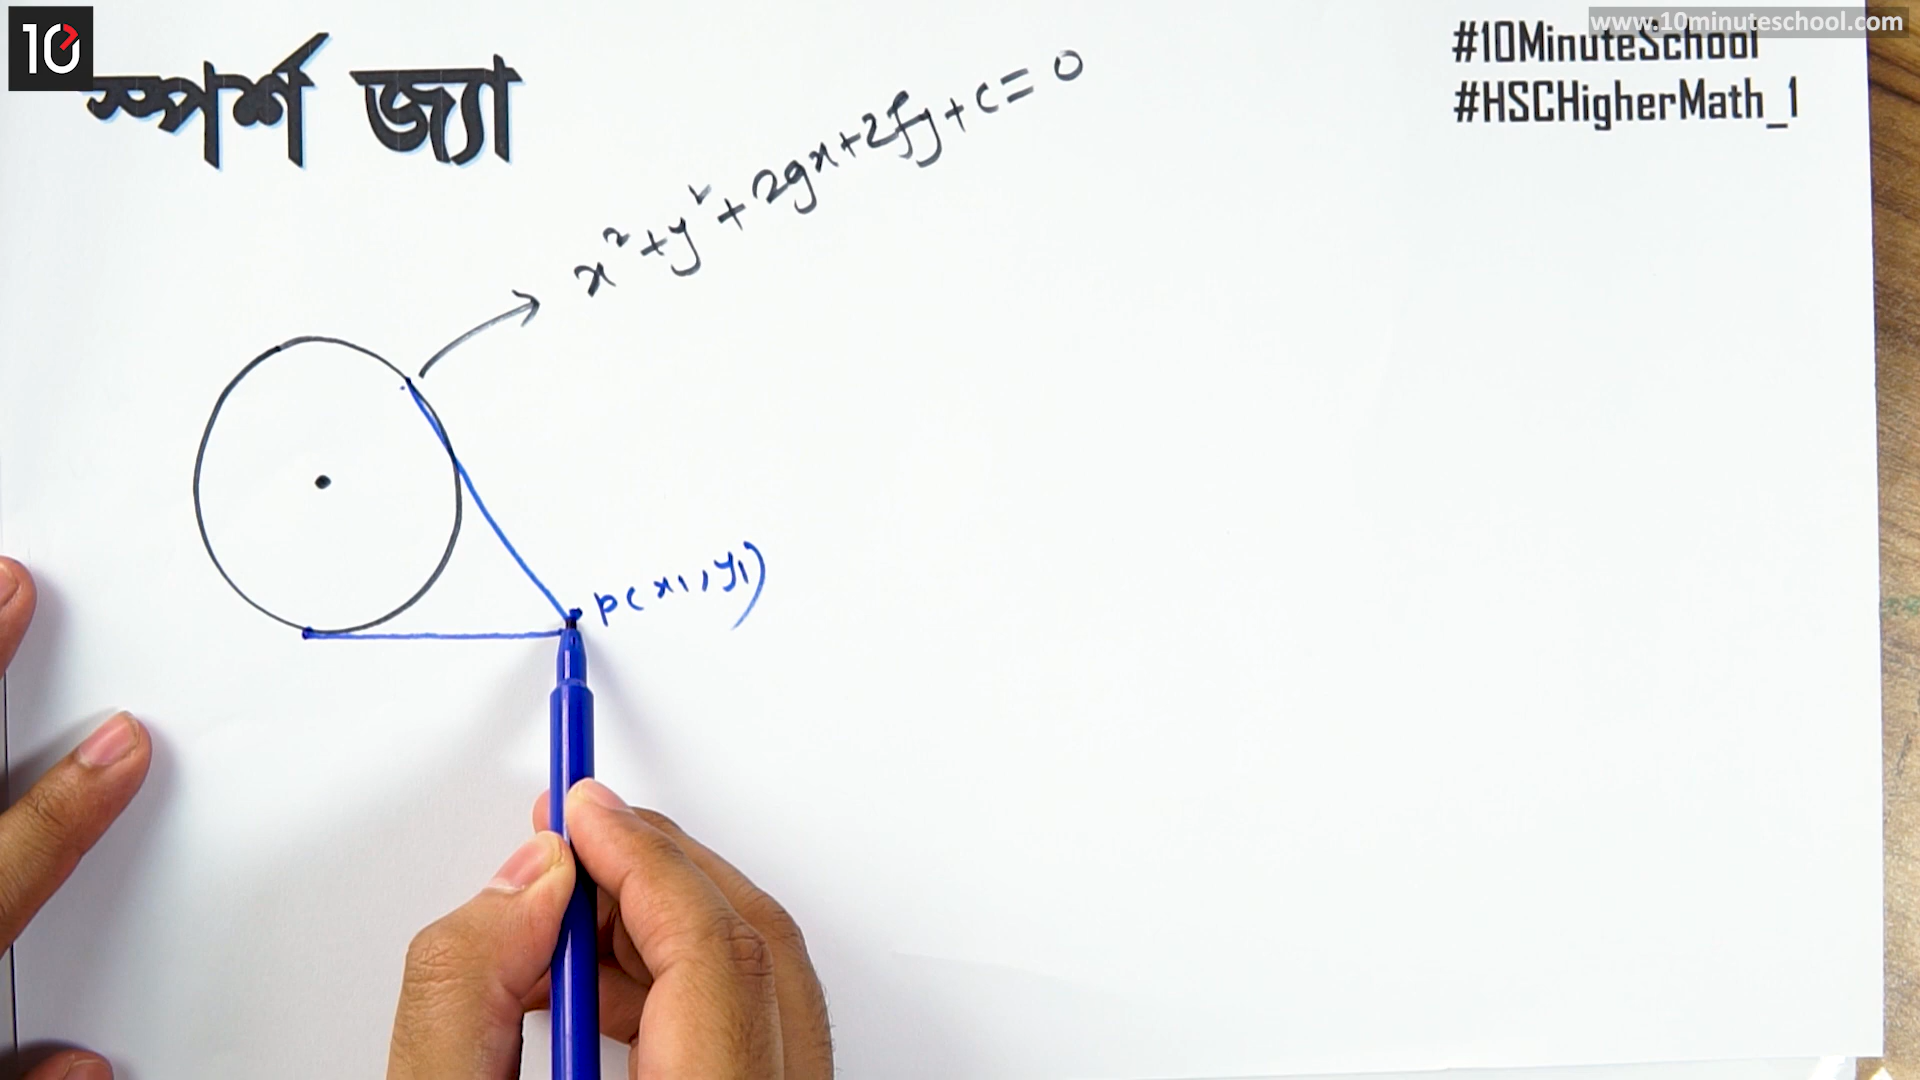 10
www.10minuteschool.com
#10MinuteSchool
#HSCHigherMath_1
স্পর্শ জ্যা
x²+y²+2gx+2fy+c=0
P(x₁,y₁)